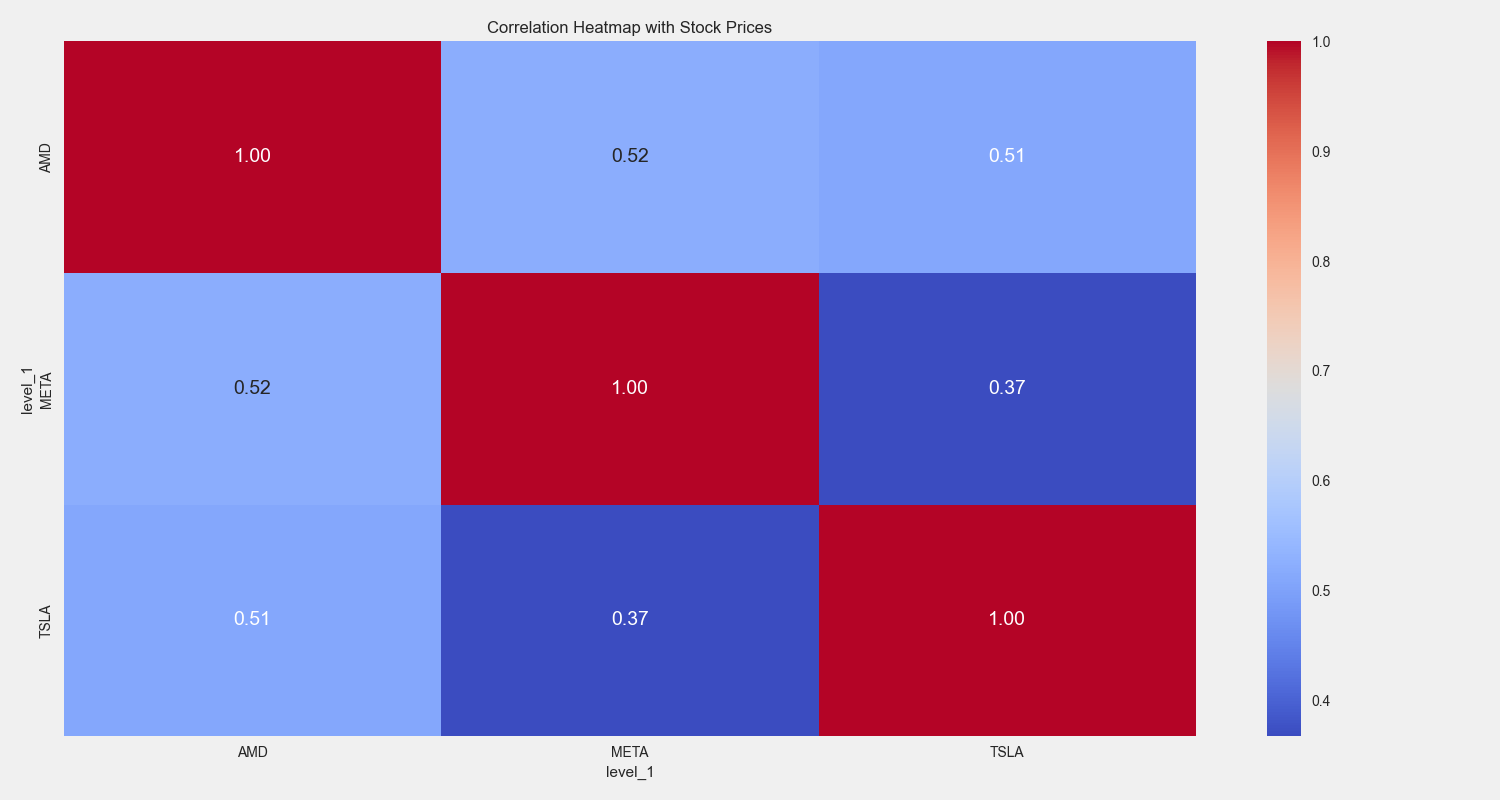 Correlation Heatmap with Stock Prices
AMD
1.00
0.52
0.51
level_1
META
0.52
1.00
0.37
TSLA
0.51
0.37
1.00
AMD
META
TSLA
level_1
1.0
0.9
0.8
0.7
0.6
0.5
0.4